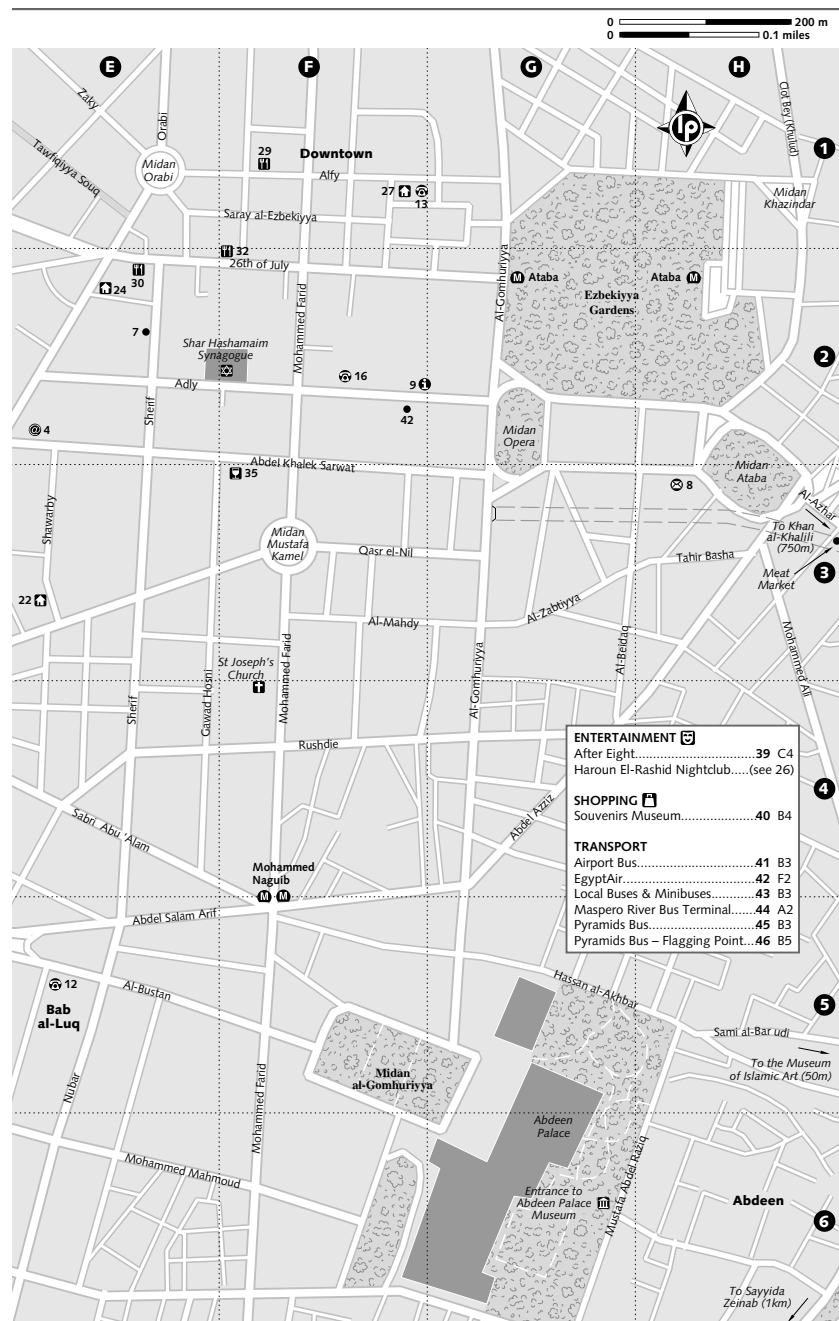 0 200 m
0 0.1 miles
E F G H
1
2
3
4
5
6
lp
Zaky
Orabi
Tawfiqiyya Souq
Midan
Orabi
29
Downtown
Alfy
27
13
Saray al-Ezbekiyya
Clot Bey (Khulud)
Midan
Khazindar
32
26th of July
30
24
7
Al-Gomhuriyya
M Ataba
Ataba M
Ezbekiyya
Gardens
Shar Hashamaim
Synagogue
Mohammed Farid
16
9
Adly
42
@ 4
Sherif
Midan
Opera
Abdel Khalek Sarwat
35
8
Midan
Ataba
Al-Azhar
To Khan
al-Khalili
(750m)
Meat
Market
Shawarby
Midan
Mustafa
Kamel
Qasr el-Nil
Tahir Basha
22
Al-Mahdy
Al-Zabtiyya
Al-Beidaq
Mohammed Ali
St Joseph's
Church
Gawad Hosni
Mohammed Farid
Al-Gomhuriyya
Sherif
Rushdie
Sabri Abu 'Alam
Abdel Azziz
Mohammed
Naguib
M M
Abdel Salam Arif
ENTERTAINMENT
After Eight..........................39 C4
Haroun El-Rashid Nightclub.....(see 26)
SHOPPING
Souvenirs Museum.......................40 B4
TRANSPORT
Airport Bus..................................41 B3
EgyptAir......................................42 F2
Local Buses & Minibuses..............43 B3
Maspero River Bus Terminal........44 A2
Pyramids Bus...............................45 B3
Pyramids Bus – Flagging Point...46 B5
12
Bab
al-Luq
Al-Bustan
Nubar
Mohammed Farid
Hassan al-Akhbar
Sami al-Bar udi
To the Museum
of Islamic Art (50m)
Midan
al-Gomhuriyya
Abdeen
Palace
Mohammed Mahmoud
Entrance to
Abdeen Palace
Museum
Mustafa Abdel Raziq
Abdeen
To Sayyida
Zeinab (1km)